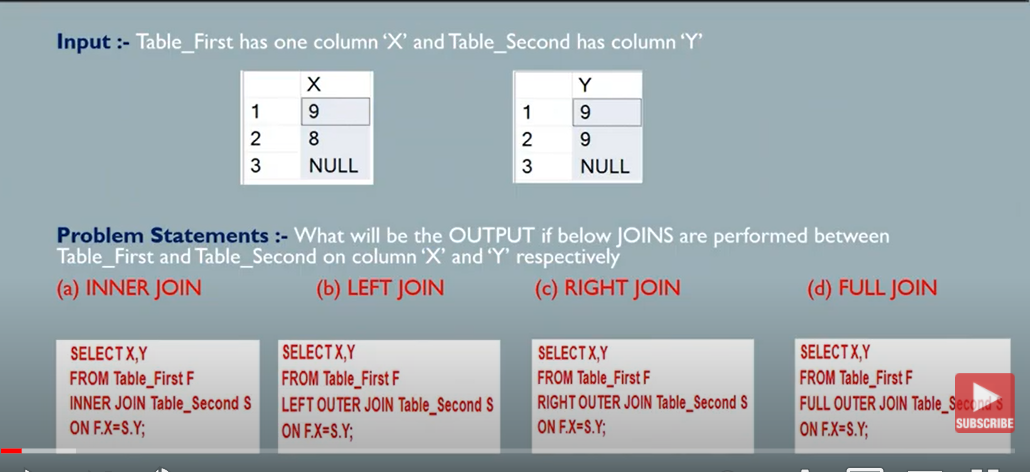 Input :- Table_First has one column ‘X’ and Table_Second has column ‘Y’
X
1 9
2 8
3 NULL
Y
1 9
2 9
3 NULL
Problem Statements :- What will be the OUTPUT if below JOINS are performed between
Table_First and Table_Second on column ‘X’ and ‘Y’ respectively
(a) INNER JOIN
(b) LEFT JOIN
(c) RIGHT JOIN
(d) FULL JOIN
SELECT X,Y
FROM Table_First F
INNER JOIN Table_Second S
ON F.X=S.Y;
SELECT X,Y
FROM Table_First F
LEFT OUTER JOIN Table_Second S
ON F.X=S.Y;
SELECT X,Y
FROM Table_First F
RIGHT OUTER JOIN Table_Second S
ON F.X=S.Y;
SELECT X,Y
FROM Table_First F
FULL OUTER JOIN Table_Second S
ON F.X=S.Y;
SUBSCRIBE